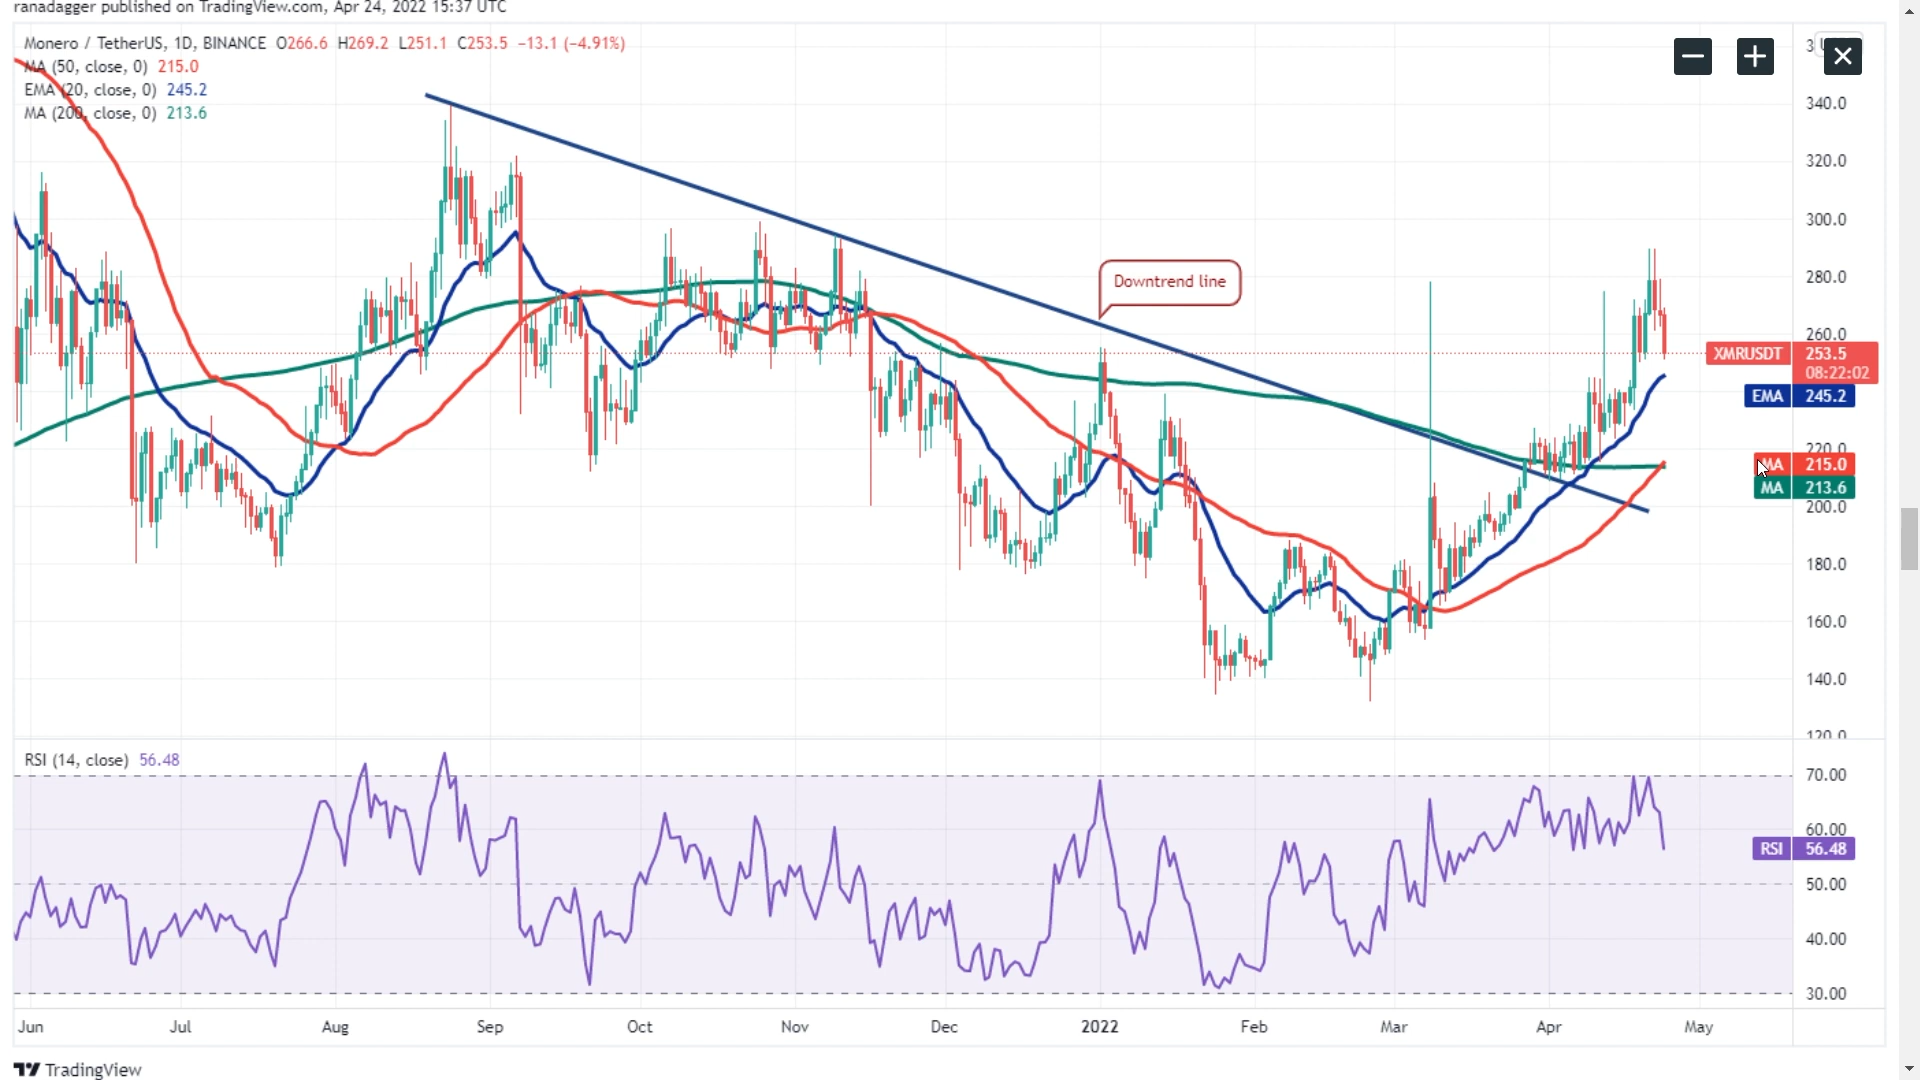 ranadagger published on TradingView.com, Apr 24, 2022 15:37 UTC
Monero / TetherUS, 1D, BINANCE O266.6 H269.2 L251.1 C253.5 −13.1 (−4.91%)
MA (50, close, 0) 215.0
EMA (20, close, 0) 245.2
MA (200, close, 0) 213.6
340.0
320.0
300.0
Downtrend line
280.0
260.0
XMRUSDT 253.5
08:22:02
EMA 245.2
220.0
MA 215.0
MA 213.6
200.0
180.0
160.0
140.0
120.0
RSI (14, close) 56.48
70.00
60.00
RSI 56.48
50.00
40.00
30.00
Jun Jul Aug Sep Oct Nov Dec 2022 Feb Mar Apr May
TradingView